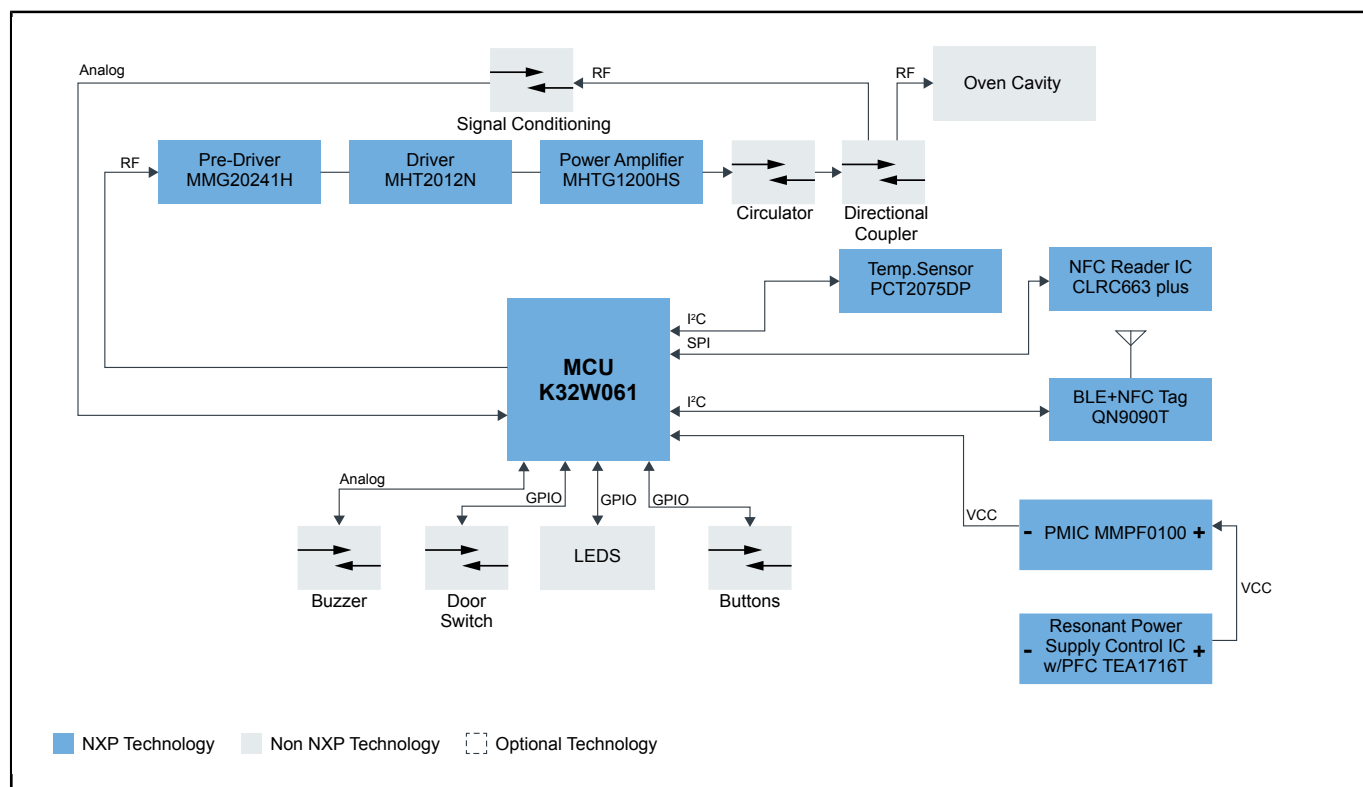 Analog
RF
RF
Oven Cavity
Signal Conditioning
RF
Pre-Driver
MMG20241H
Driver
MHT2012N
Power Amplifier
MHTG1200HS
Circulator
Directional
Coupler
Temp.Sensor
PCT2075DP
NFC Reader IC
CLRC663 plus
I²C
SPI
MCU
K32W061
I²C
BLE+NFC Tag
QN9090T
Analog
GPIO
GPIO
GPIO
VCC
- PMIC MMPF0100 +
LEDS
Buzzer
Door
Switch
Buttons
VCC
Resonant Power
- Supply Control IC +
w/PFC TEA1716T
NXP Technology
Non NXP Technology
Optional Technology